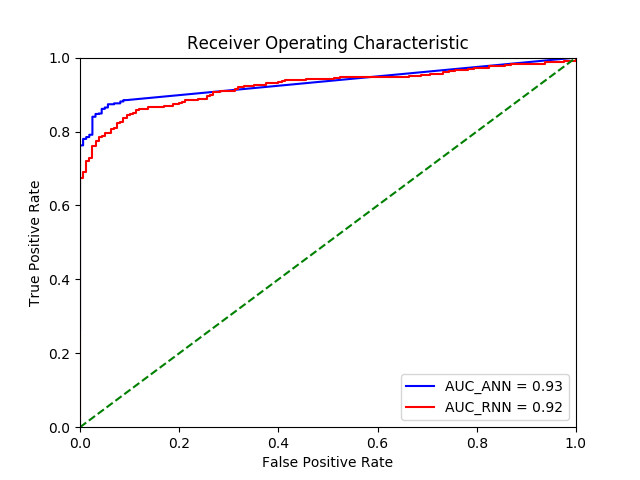 Receiver Operating Characteristic
True Positive Rate
1.0
0.8
0.6
0.4
0.2
0.0
0.0 0.2 0.4 0.6 0.8 1.0
False Positive Rate
AUC_ANN = 0.93
AUC_RNN = 0.92